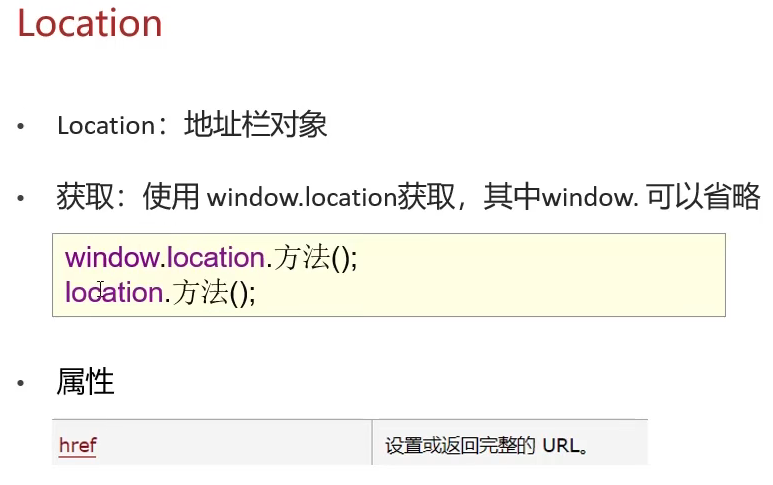 Location
• Location：地址栏对象
• 获取：使用 window.location获取，其中window. 可以省略
window.location.方法();
location.方法();
• 属性
href 设置或返回完整的 URL。